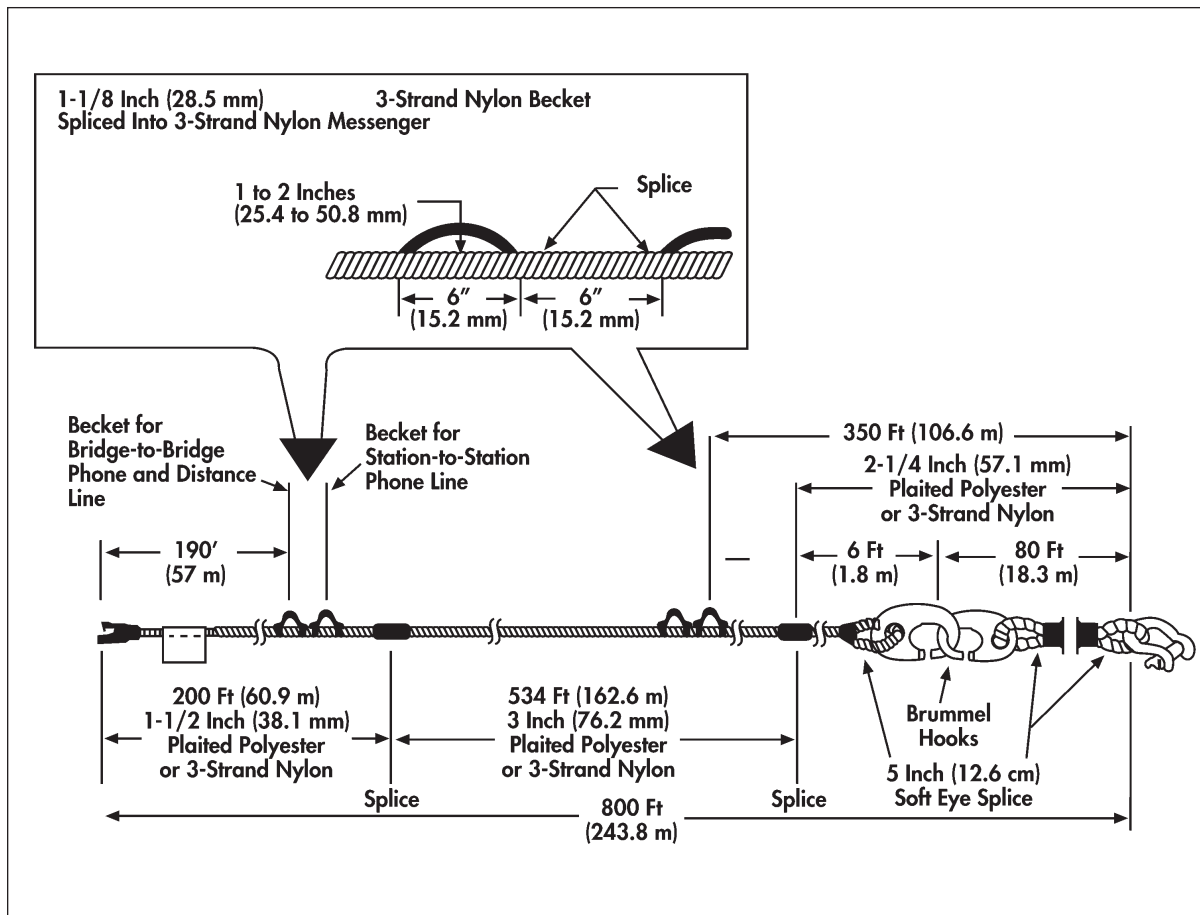 1-1/8 Inch (28.5 mm) 3-Strand Nylon Becket
Spliced Into 3-Strand Nylon Messenger
1 to 2 Inches
(25.4 to 50.8 mm)
Splice
6”
(15.2 mm)
6”
(15.2 mm)
Becket for
Bridge-to-Bridge
Phone and Distance
Line
Becket for
Station-to-Station
Phone Line
350 Ft (106.6 m)
2-1/4 Inch (57.1 mm)
Plaited Polyester
or 3-Strand Nylon
190’
(57 m)
6 Ft
(1.8 m)
80 Ft
(18.3 m)
200 Ft (60.9 m)
1-1/2 Inch (38.1 mm)
Plaited Polyester
or 3-Strand Nylon
534 Ft (162.6 m)
3 Inch (76.2 mm)
Plaited Polyester
or 3-Strand Nylon
Brummel
Hooks
5 Inch (12.6 cm)
Soft Eye Splice
Splice
Splice
800 Ft
(243.8 m)